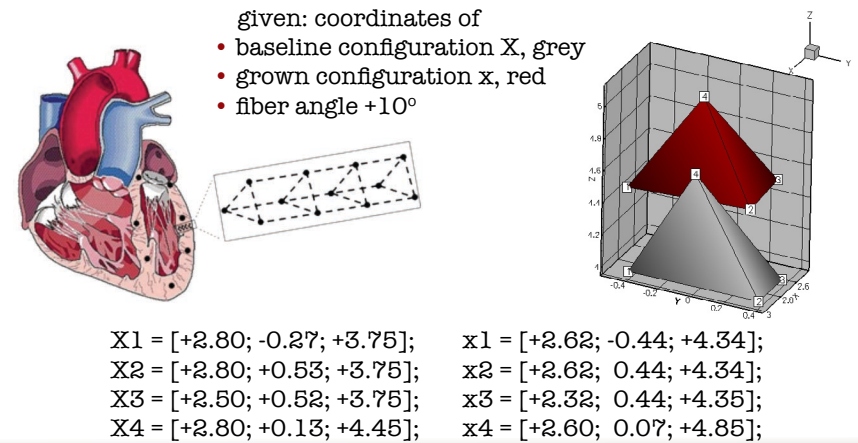 given: coordinates of
• baseline configuration X, grey
• grown configuration x, red
• fiber angle +10°
Z
Y
X
4
5
4.8
4.6
4.4
4.2
4
Z
1
3
2
4
1
3
2
-0.4
-0.2
Y
0
0.2
0.4
3
X
2.8
2.6
X1 = [+2.80; -0.27; +3.75]; x1 = [+2.62; -0.44; +4.34];
X2 = [+2.80; +0.53; +3.75]; x2 = [+2.62; 0.44; +4.34];
X3 = [+2.50; +0.52; +3.75]; x3 = [+2.32; 0.44; +4.35];
X4 = [+2.80; +0.13; +4.45]; x4 = [+2.60; 0.07; +4.85];